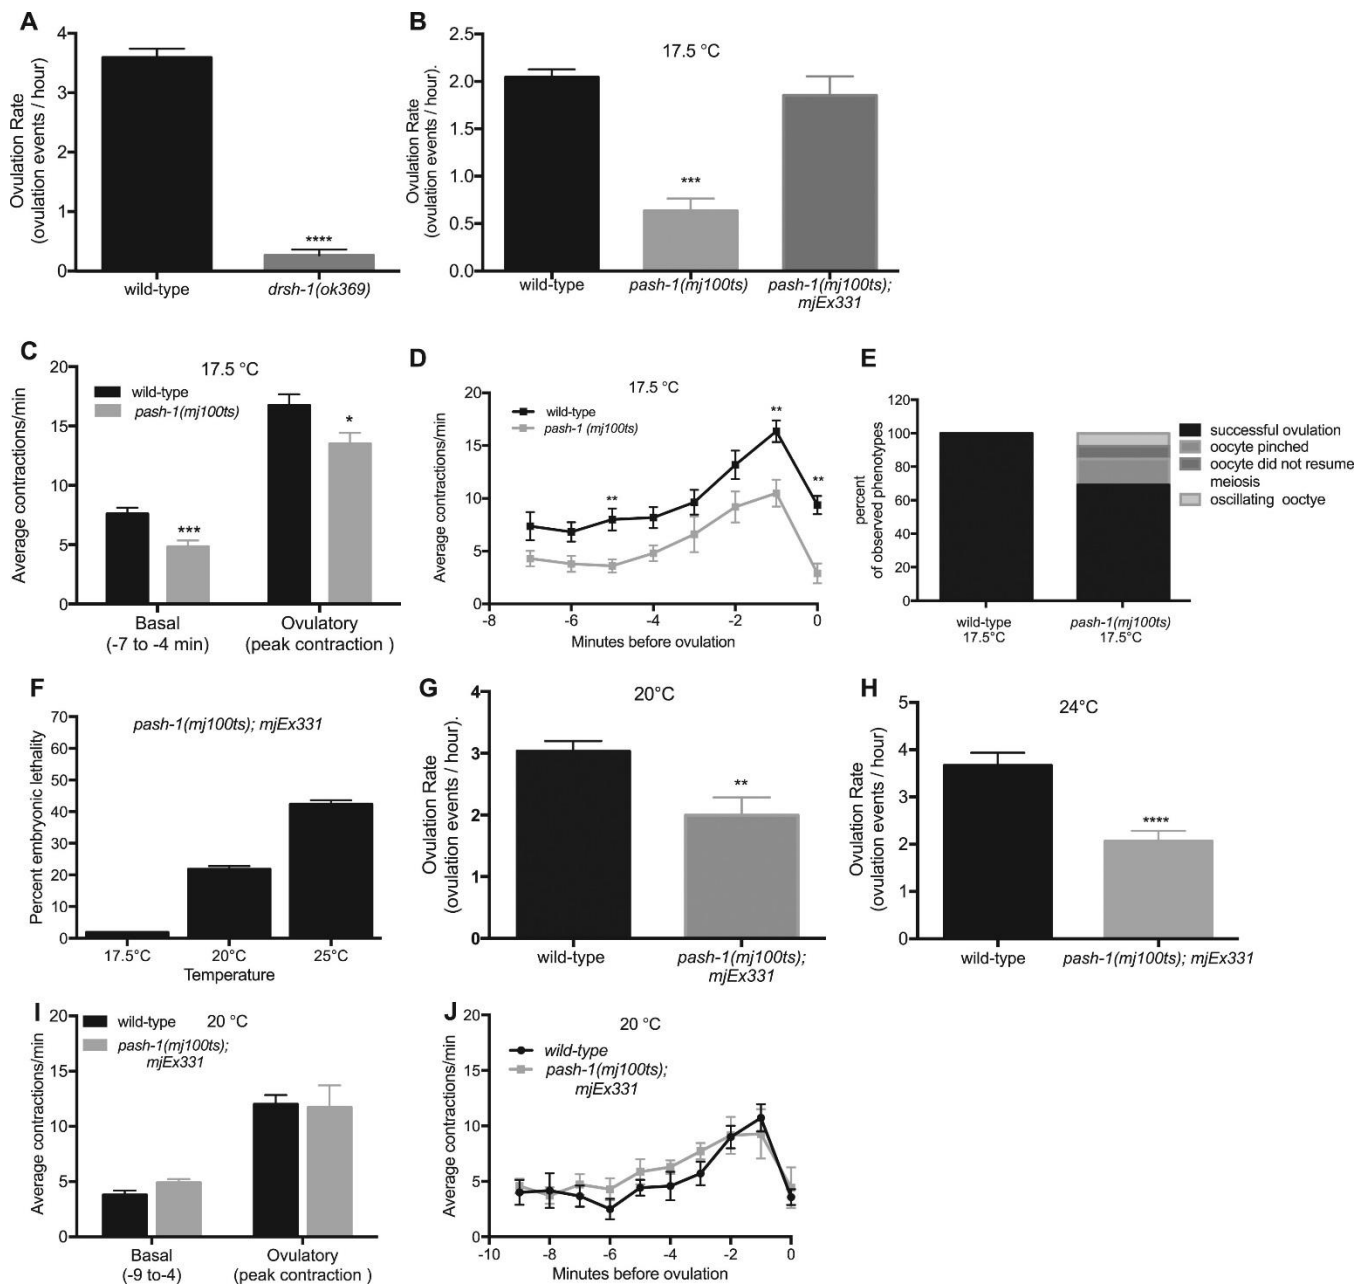 A
Ovulation Rate
(ovulation events / hour)
4
3
2
1
0
****
wild-type
drsh-1(ok369)
B
17.5 °C
Ovulation Rate
(ovulation events / hour).
2.5
2.0
1.5
1.0
0.5
0.0
***
wild-type
pash-1(mj100ts)
pash-1(mj100ts);
mjEx331
C
17.5 °C
wild-type
pash-1(mj100ts)
Average contractions/min
20
15
10
5
0
***
*
Basal
(-7 to -4 min)
Ovulatory
(peak contraction )
D
17.5 °C
wild-type
pash-1 (mj100ts)
Average contractions/min
20
15
10
5
0
**
**
**
-8
-6
-4
-2
0
Minutes before ovulation
E
percent
of observed phenotypes
120
100
80
60
40
20
0
wild-type
17.5°C
pash-1(mj100ts)
17.5°C
successful ovulation
oocyte pinched
oocyte did not resume
meiosis
oscillating ooctye
F
pash-1(mj100ts); mjEx331
Percent embryonic lethality
70
60
50
40
30
20
10
0
17.5°C
20°C
25°C
Temperature
G
20°C
Ovulation Rate
(ovulation events / hour).
4
3
2
1
0
**
wild-type
pash-1(mj100ts);
mjEx331
H
24°C
Ovulation Rate
(ovulation events / hour)
5
4
3
2
1
0
****
wild-type
pash-1(mj100ts); mjEx331
I
20 °C
wild-type
pash-1(mj100ts);
mjEx331
Average contractions/min
20
15
10
5
0
Basal
(-9 to-4)
Ovulatory
(peak contraction )
J
20 °C
wild-type
pash-1(mj100ts);
mjEx331
Average contractions/min
20
15
10
5
0
-10
-8
-6
-4
-2
0
Minutes before ovulation